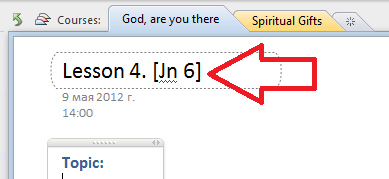 Courses: God, are you there Spiritual Gifts
Lesson 4. [Jn 6]
9 мая 2012 г.
14:00
Topic: